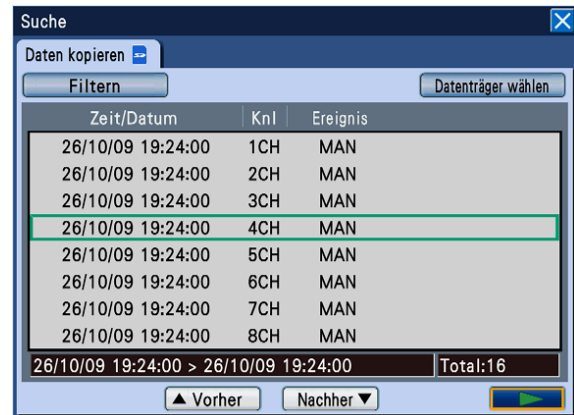 Suche
Daten kopieren
Filtern Datenträger wählen
Zeit/Datum Knl Ereignis
26/10/09 19:24:00 1CH MAN
26/10/09 19:24:00 2CH MAN
26/10/09 19:24:00 3CH MAN
26/10/09 19:24:00 4CH MAN
26/10/09 19:24:00 5CH MAN
26/10/09 19:24:00 6CH MAN
26/10/09 19:24:00 7CH MAN
26/10/09 19:24:00 8CH MAN
26/10/09 19:24:00 > 26/10/09 19:24:00 Total:16
▲ Vorher Nachher ▼